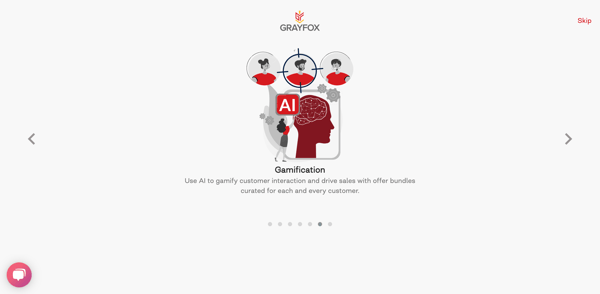 GRAYFOX
Skip
AI
Gamification
Use AI to gamify customer interaction and drive sales with offer bundles
curated for each and every customer.